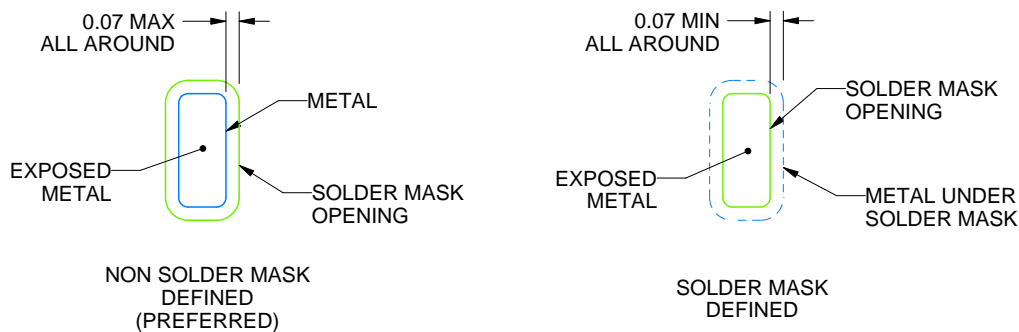 0.07 MAX
ALL AROUND
METAL
EXPOSED
METAL
SOLDER MASK
OPENING
NON SOLDER MASK
DEFINED
(PREFERRED)
0.07 MIN
ALL AROUND
SOLDER MASK
OPENING
EXPOSED
METAL
METAL UNDER
SOLDER MASK
SOLDER MASK
DEFINED